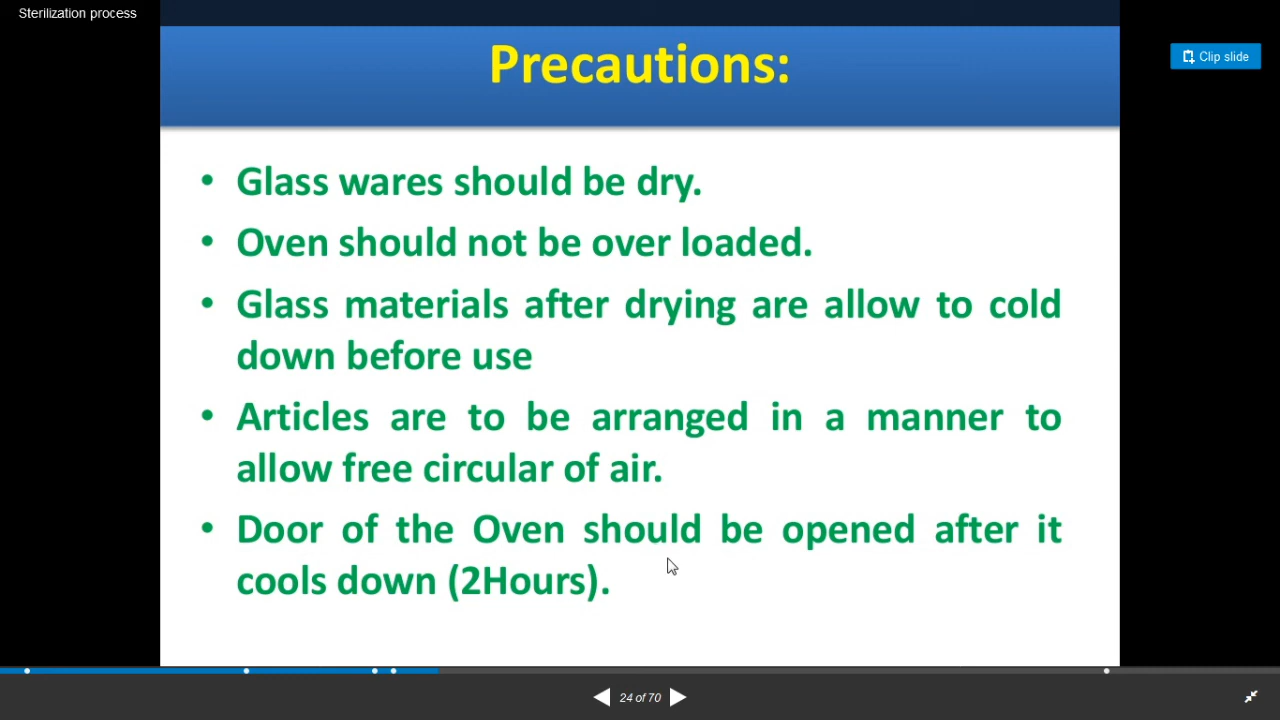 Sterilization process
Precautions:
Clip slide
• Glass wares should be dry.
• Oven should not be over loaded.
• Glass materials after drying are allow to cold
down before use
• Articles are to be arranged in a manner to
allow free circular of air.
• Door of the Oven should be opened after it
cools down (2Hours).
24 of 70